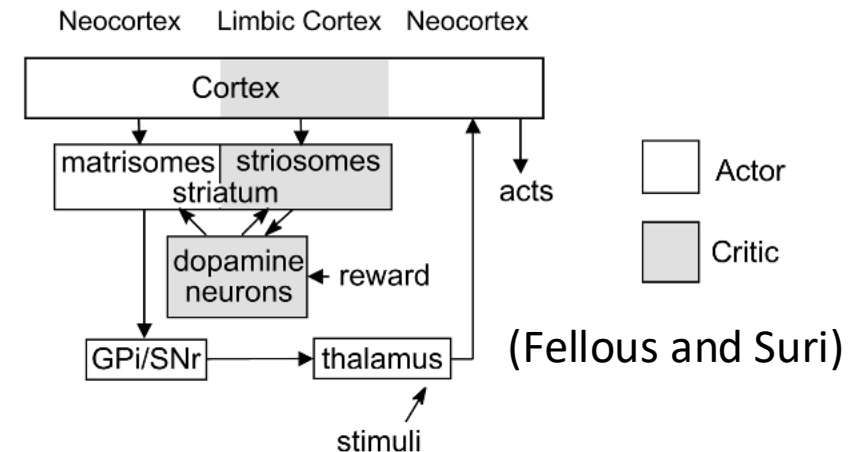 Neocortex Limbic Cortex Neocortex
Cortex
matrisomes striosomes
striatum
acts
dopamine
neurons
reward
GPi/SNr
thalamus
stimuli
Actor
Critic
(Fellous and Suri)